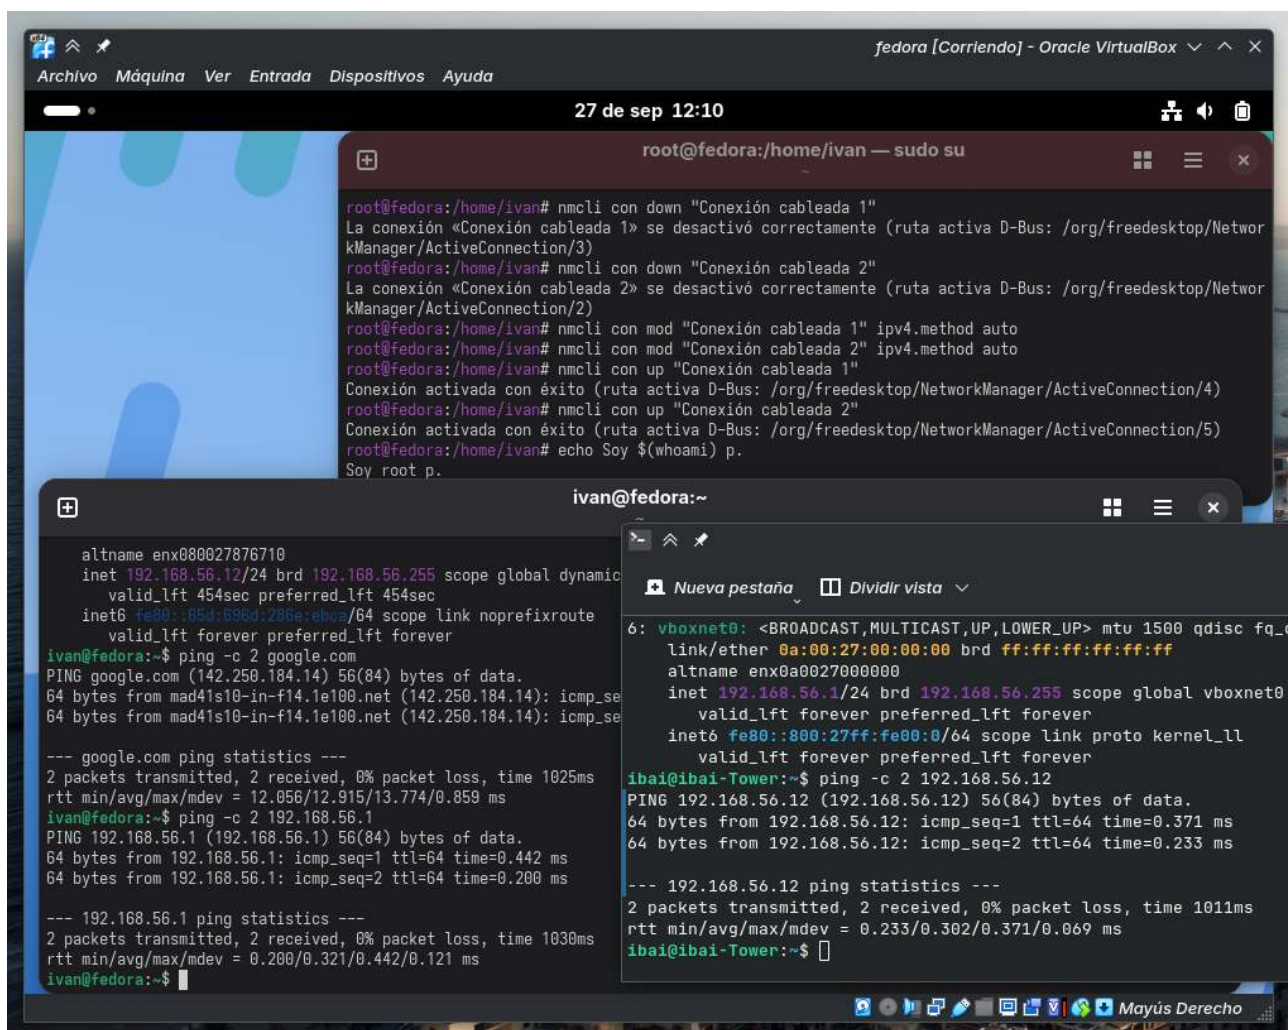 fedora [Corriendo] - Oracle VirtualBox
Archivo Máquina Ver Entrada Dispositivos Ayuda
27 de sep 12:10
root@fedora:/home/ivan — sudo su
~
root@fedora:/home/ivan# nmcli con down "Conexión cableada 1"
La conexión «Conexión cableada 1» se desactivó correctamente (ruta activa D-Bus: /org/freedesktop/Networ
kManager/ActiveConnection/3)
root@fedora:/home/ivan# nmcli con down "Conexión cableada 2"
La conexión «Conexión cableada 2» se desactivó correctamente (ruta activa D-Bus: /org/freedesktop/Networ
kManager/ActiveConnection/2)
root@fedora:/home/ivan# nmcli con mod "Conexión cableada 1" ipv4.method auto
root@fedora:/home/ivan# nmcli con mod "Conexión cableada 2" ipv4.method auto
root@fedora:/home/ivan# nmcli con up "Conexión cableada 1"
Conexión activada con éxito (ruta activa D-Bus: /org/freedesktop/NetworkManager/ActiveConnection/4)
root@fedora:/home/ivan# nmcli con up "Conexión cableada 2"
Conexión activada con éxito (ruta activa D-Bus: /org/freedesktop/NetworkManager/ActiveConnection/5)
root@fedora:/home/ivan# echo Soy $(whoami) p.
Soy root p.
ivan@fedora:~
~
altname enx080027876710
inet 192.168.56.12/24 brd 192.168.56.255 scope global dynamic
valid_lft 454sec preferred_lft 454sec
inet6 fe80::65d:696d:286e:ebca/64 scope link noprefixroute
valid_lft forever preferred_lft forever
ivan@fedora:~$ ping -c 2 google.com
PING google.com (142.250.184.14) 56(84) bytes of data.
64 bytes from mad41s10-in-f14.1e100.net (142.250.184.14): icmp_se
64 bytes from mad41s10-in-f14.1e100.net (142.250.184.14): icmp_se
--- google.com ping statistics ---
2 packets transmitted, 2 received, 0% packet loss, time 1025ms
rtt min/avg/max/mdev = 12.056/12.915/13.774/0.859 ms
ivan@fedora:~$ ping -c 2 192.168.56.1
PING 192.168.56.1 (192.168.56.1) 56(84) bytes of data.
64 bytes from 192.168.56.1: icmp_seq=1 ttl=64 time=0.442 ms
64 bytes from 192.168.56.1: icmp_seq=2 ttl=64 time=0.200 ms
--- 192.168.56.1 ping statistics ---
2 packets transmitted, 2 received, 0% packet loss, time 1030ms
rtt min/avg/max/mdev = 0.200/0.321/0.442/0.121 ms
ivan@fedora:~$
Nueva pestaña Dividir vista
6: vboxnet0: <BROADCAST,MULTICAST,UP,LOWER_UP> mtu 1500 qdisc fq_c
link/ether 0a:00:27:00:00:00 brd ff:ff:ff:ff:ff:ff
altname enx0a0027000000
inet 192.168.56.1/24 brd 192.168.56.255 scope global vboxnet0
valid_lft forever preferred_lft forever
inet6 fe80::800:27ff:fe00:0/64 scope link proto kernel_ll
valid_lft forever preferred_lft forever
ibai@ibai-Tower:~$ ping -c 2 192.168.56.12
PING 192.168.56.12 (192.168.56.12) 56(84) bytes of data.
64 bytes from 192.168.56.12: icmp_seq=1 ttl=64 time=0.371 ms
64 bytes from 192.168.56.12: icmp_seq=2 ttl=64 time=0.233 ms
--- 192.168.56.12 ping statistics ---
2 packets transmitted, 2 received, 0% packet loss, time 1011ms
rtt min/avg/max/mdev = 0.233/0.302/0.371/0.069 ms
ibai@ibai-Tower:~$
Mayús Derecho